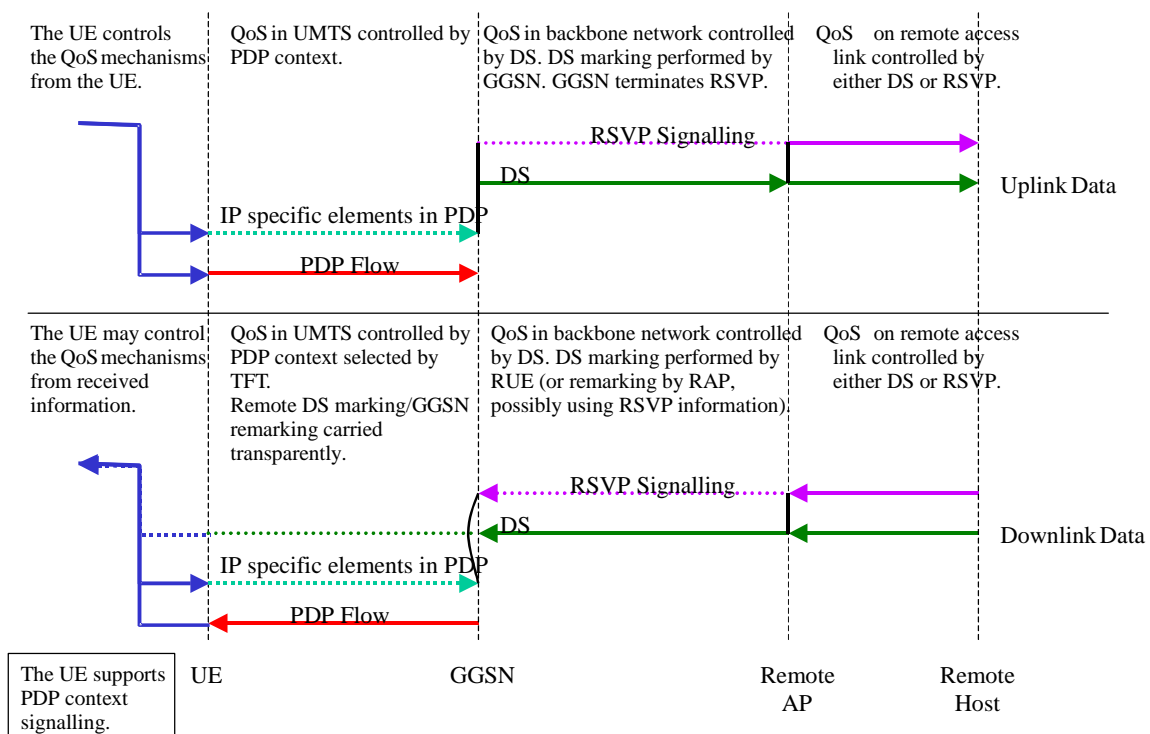 The UE controls
the QoS mechanisms
from the UE.
QoS in UMTS controlled by
PDP context.
QoS in backbone network controlled
by DS. DS marking performed by
GGSN. GGSN terminates RSVP.
QoS on remote access
link controlled by
either DS or RSVP.
RSVP Signalling
DS
Uplink Data
IP specific elements in PDP
PDP Flow
The UE may control
the QoS mechanisms
from received
information.
QoS in UMTS controlled by
PDP context selected by
TFT.
Remote DS marking/GGSN
remarking carried
transparently.
QoS in backbone network controlled
by DS. DS marking performed by
RUE (or remarking by RAP,
possibly using RSVP information).
QoS on remote access
link controlled by
either DS or RSVP.
RSVP Signalling
DS
Downlink Data
IP specific elements in PDP
PDP Flow
The UE supports
PDP context
signalling.
UE
GGSN
Remote
AP
Remote
Host